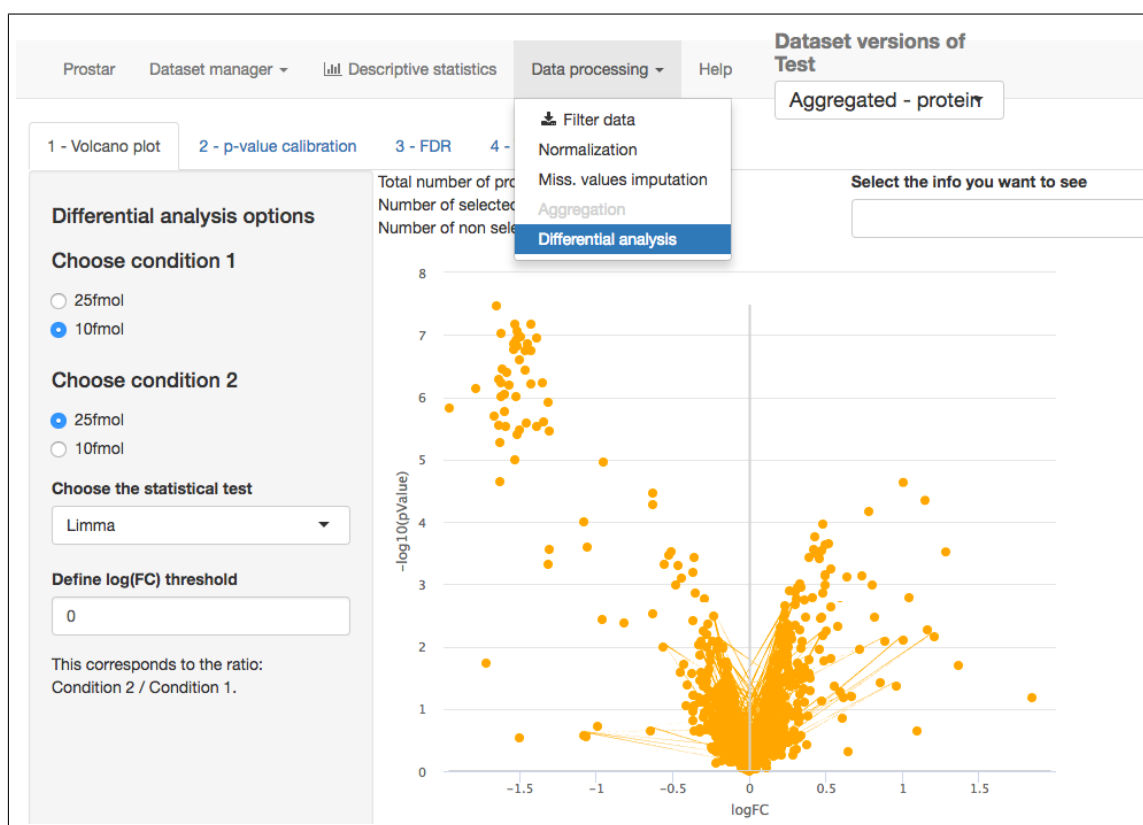 Prostar
Dataset manager
Descriptive statistics
Data processing
Help
Dataset versions of
Test
Aggregated - protein
Filter data
Normalization
Miss. values imputation
Aggregation
Differential analysis
1 - Volcano plot
2 - p-value calibration
3 - FDR
4 -
Total number of pro
Number of selected
Number of non sele
Select the info you want to see
Differential analysis options
Choose condition 1
25fmol
10fmol
Choose condition 2
25fmol
10fmol
Choose the statistical test
Limma
Define log(FC) threshold
0
This corresponds to the ratio:
Condition 2 / Condition 1.
8
7
6
5
4
3
2
1
0
-log10(pValue)
−1.5
−1
−0.5
0
0.5
1
1.5
logFC